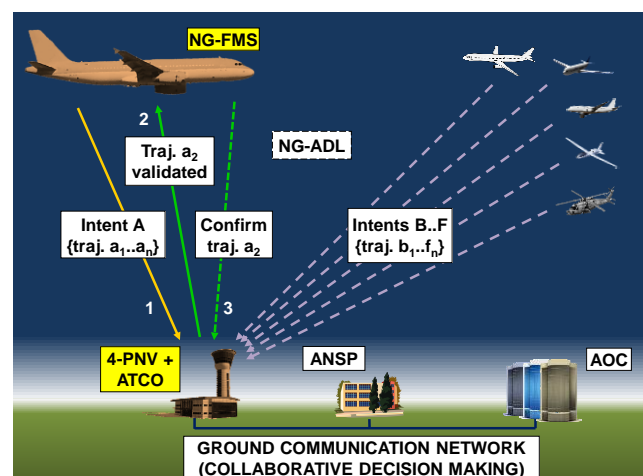 NG-FMS
2
Traj. a2
validated
NG-ADL
Intent A
{traj. a1..an}
Confirm
traj. a2
Intents B..F
{traj. b1..fn}
1
3
4-PNV +
ATCO
ANSP
AOC
GROUND COMMUNICATION NETWORK
(COLLABORATIVE DECISION MAKING)